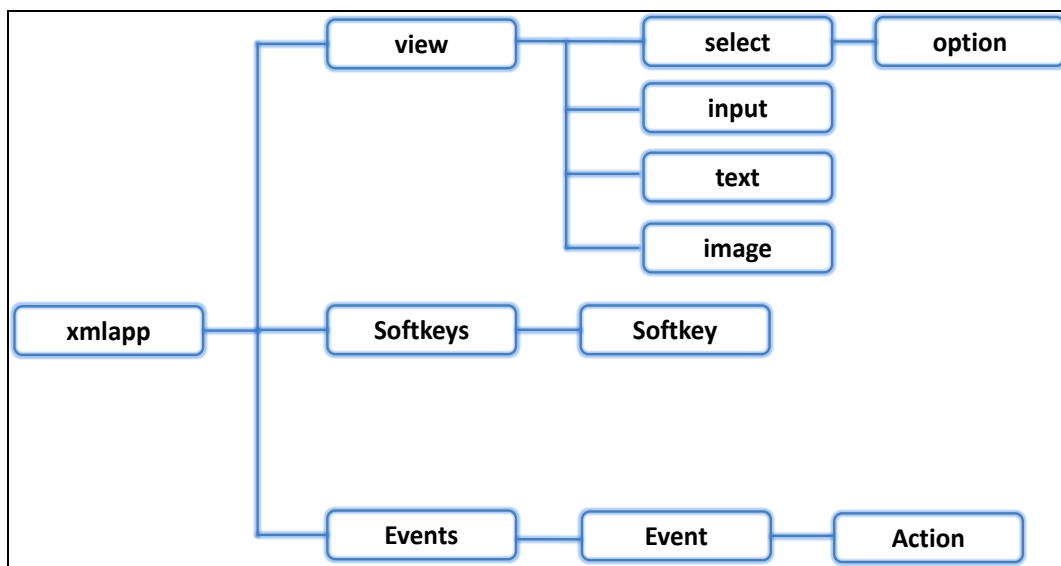 view
select
option
input
text
image
xmlapp
Softkeys
Softkey
Events
Event
Action